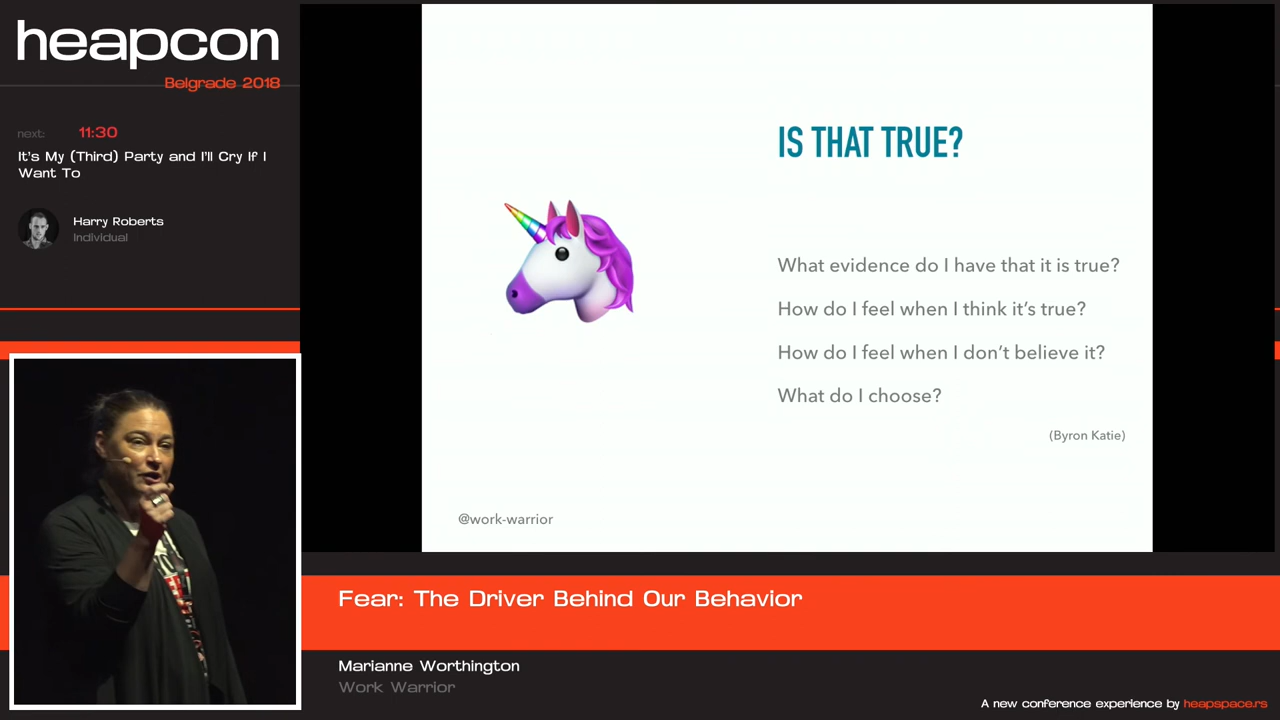 heapcon
Belgrade 2018
next: 11:30
It's My (Third) Party and I'll Cry If I
Want To
Harry Roberts
Individual
IS THAT TRUE?
What evidence do I have that it is true?
How do I feel when I think it's true?
How do I feel when I don't believe it?
What do I choose?
(Byron Katie)
@work-warrior
Fear: The Driver Behind Our Behavior
Marianne Worthington
Work Warrior
A new conference experience by heapspace.rs